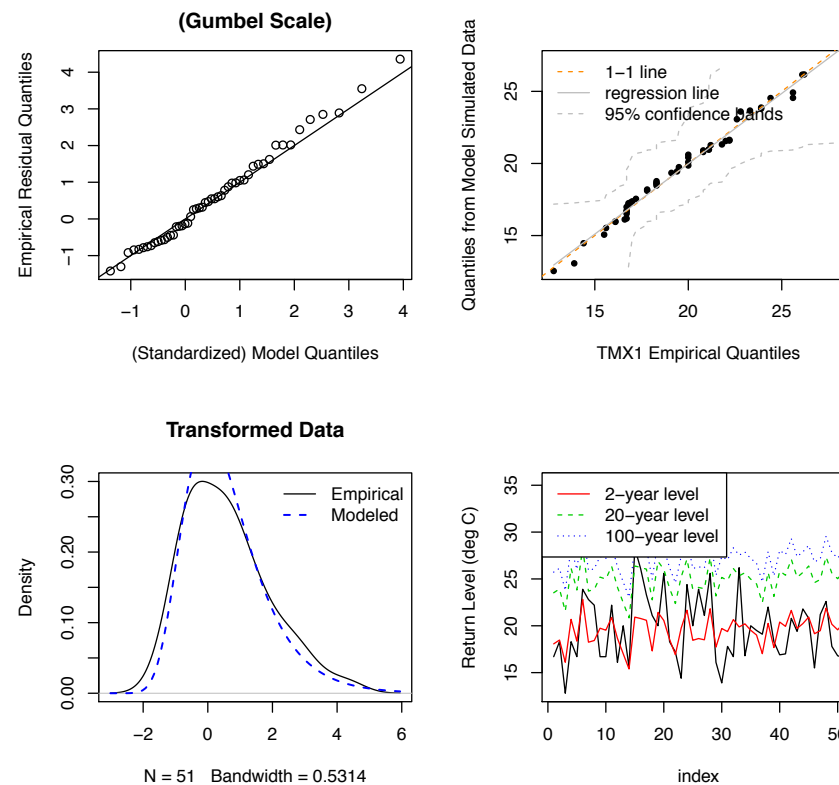 (Gumbel Scale)
Empirical Residual Quantiles
−1 0 1 2 3 4
−1 0 1 2 3 4
(Standardized) Model Quantiles
Quantiles from Model Simulated Data
15 20 25
1−1 line
regression line
95% confidence bands
15 20 25
TMX1 Empirical Quantiles
Transformed Data
Density
0.00 0.10 0.20 0.30
Empirical
Modeled
−2 0 2 4 6
N = 51 Bandwidth = 0.5314
Return Level (deg C)
15 20 25 30 35
2−year level
20−year level
100−year level
0 10 20 30 40 50
index